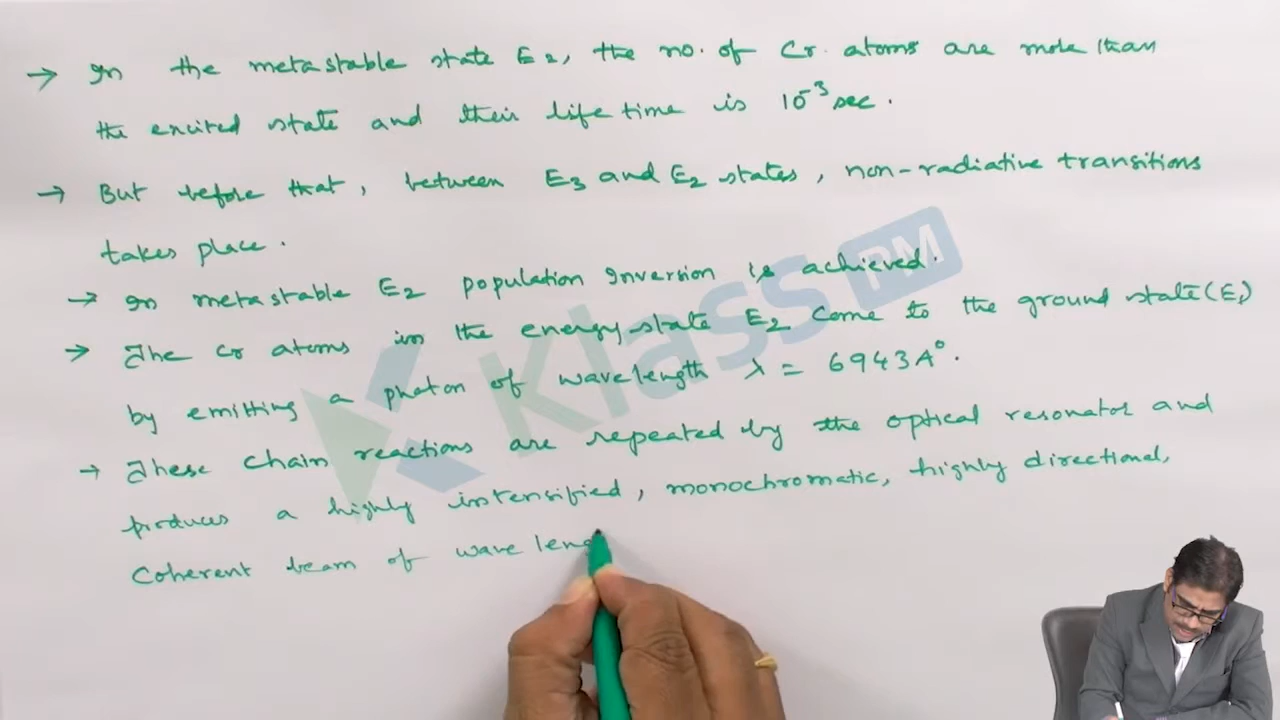 → In the metastable state E2, the no. of Cr. atoms are more than
the excited state and their life time is 10⁻³ sec.
→ But before that, between E3 and E2 states, non-radiative transitions
takes place.
→ In metastable E2 population Inversion is achieved.
→ The Cr atoms in the energy state E2 come to the ground state (E1)
by emitting a photon of wavelength λ = 6943A°.
→ These chain reactions are repeated by the optical resonator and
produces a highly intensified, monochromatic, highly directional,
Coherent beam of wave leng
Klass PM